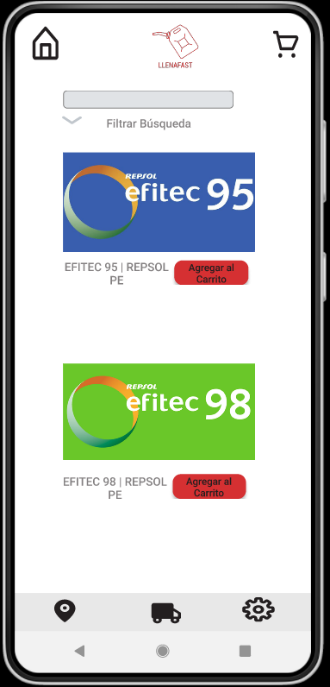 LLENAFAST
Filtrar Búsqueda
REPSOL
efitec 95
EFITEC 95 | REPSOL
PE
Agregar al
Carrito
REPSOL
efitec 98
EFITEC 98 | REPSOL
PE
Agregar al
Carrito